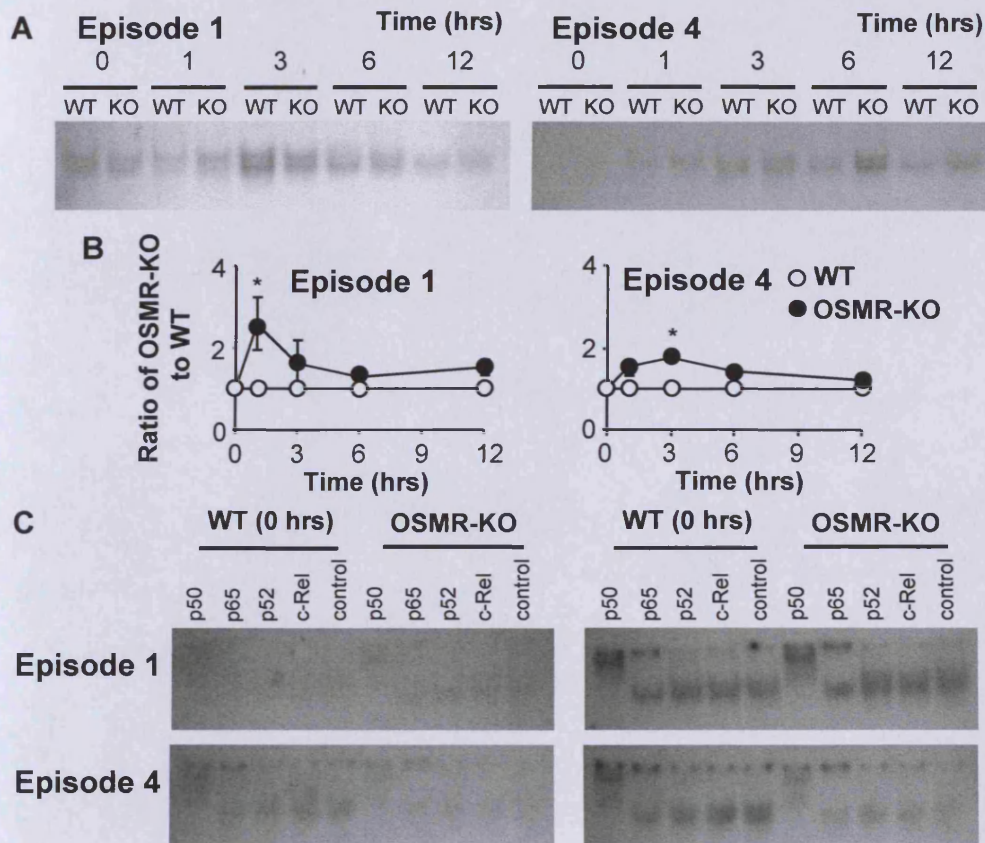 A
Episode 1 Time (hrs)
0 1 3 6 12
WT KO WT KO WT KO WT KO WT KO
Episode 4 Time (hrs)
0 1 3 6 12
WT KO WT KO WT KO WT KO WT KO
B
Ratio of OSMR-KO
to WT
4
2
0
Episode 1
0 3 6 9 12
Time (hrs)
4
2
0
*
*
Episode 4
WT
OSMR-KO
0 3 6 9 12
Time (hrs)
C
WT (0 hrs) OSMR-KO
p50 p65 p52 c-Rel control p50 p65 p52 c-Rel control
WT (0 hrs) OSMR-KO
p50 p65 p52 c-Rel control p50 p65 p52 c-Rel control
Episode 1
Episode 4